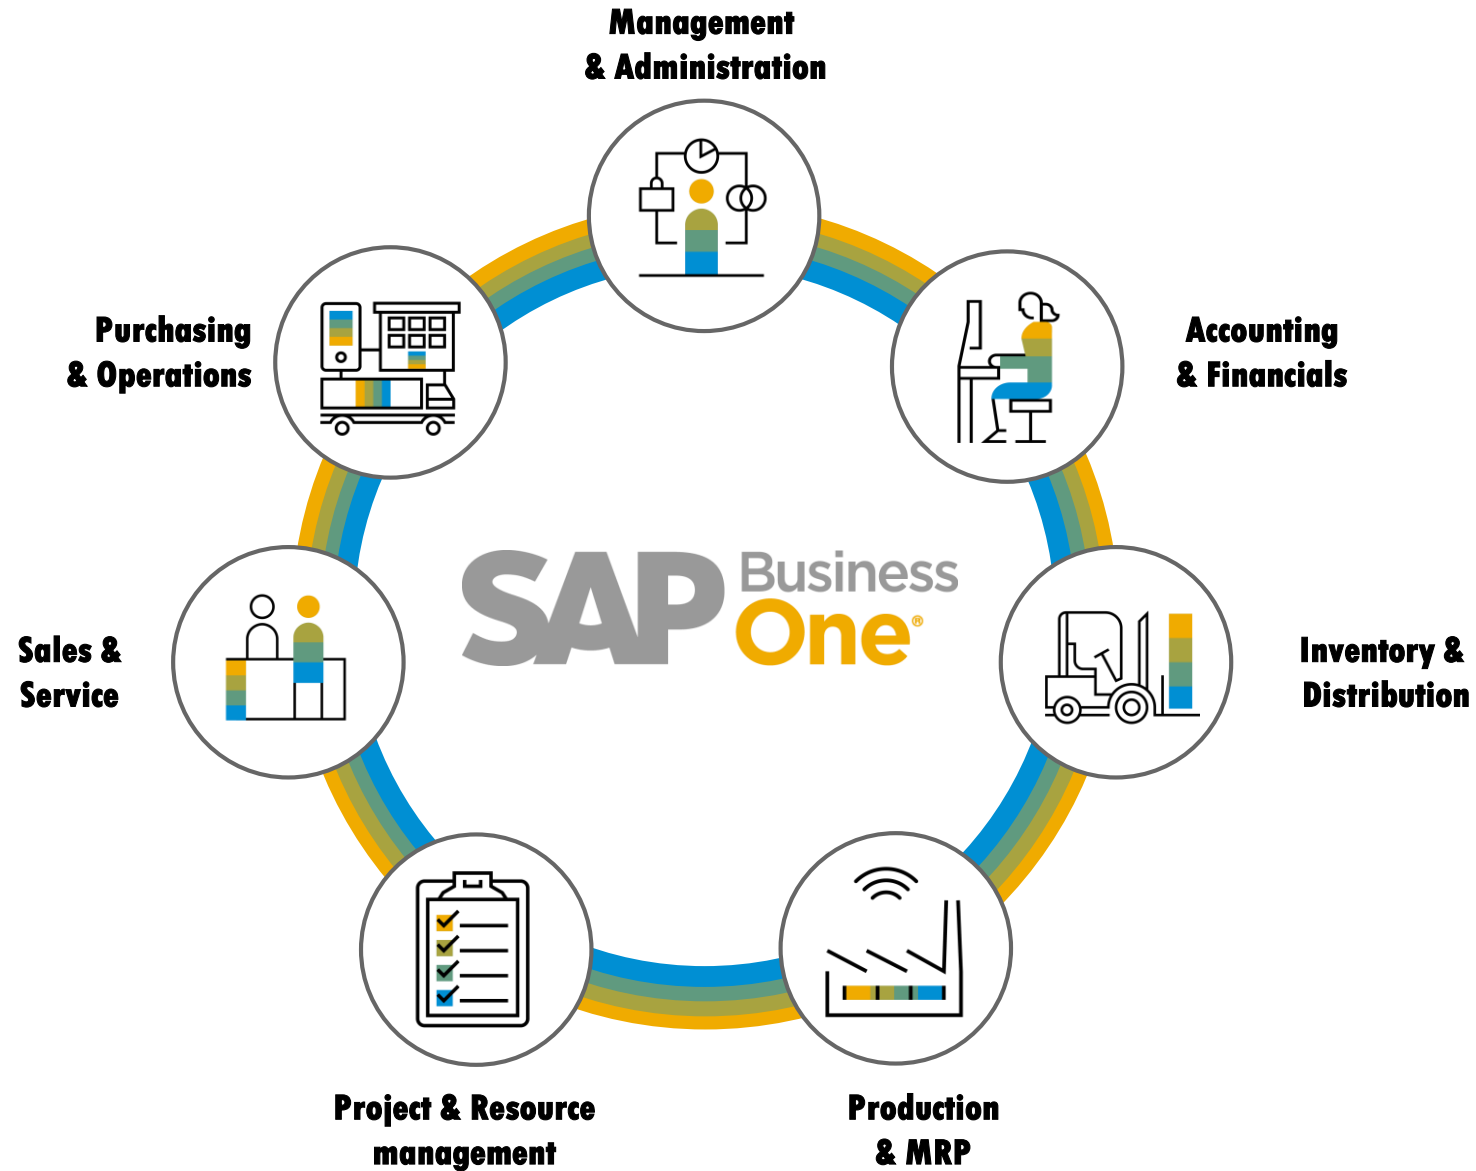 Management
& Administration
Purchasing
& Operations
Accounting
& Financials
SAP Business
One®
Sales &
Service
Inventory &
Distribution
Project & Resource
management
Production
& MRP